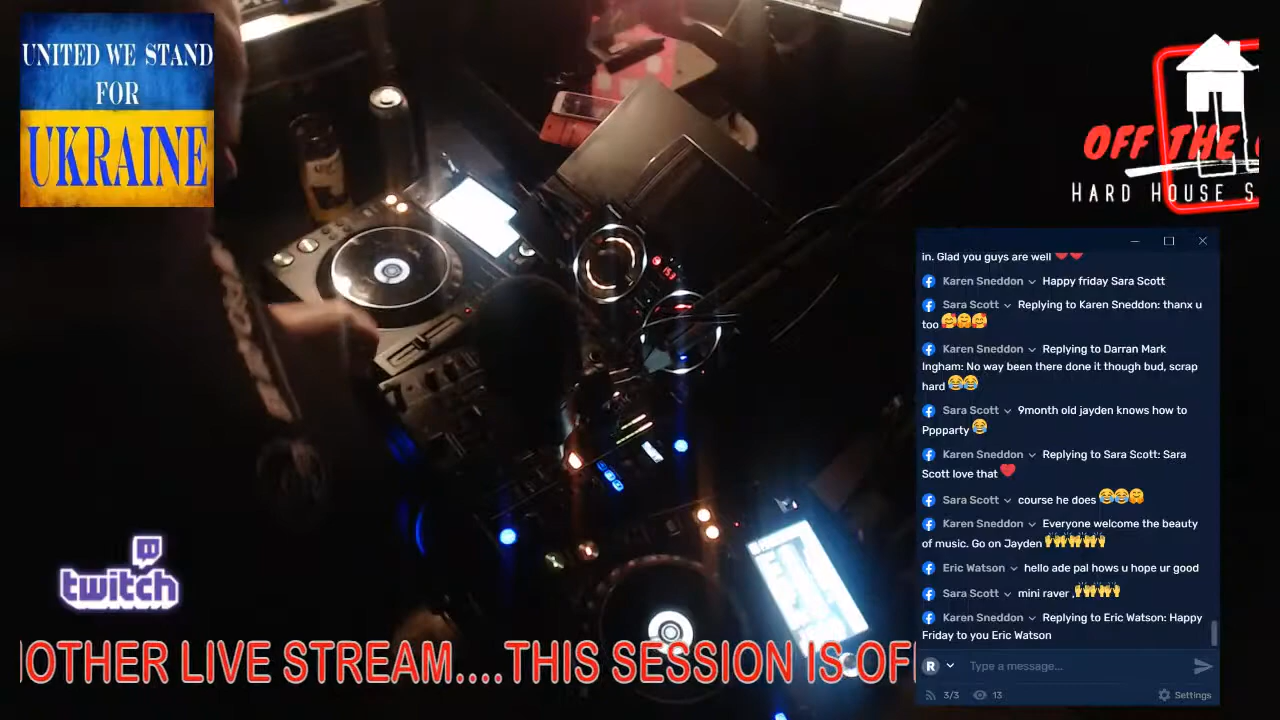 UNITED WE STAND
FOR
UKRAINE
OFF THE
HARD HOUSE S
in. Glad you guys are well ❤️❤️
Karen Sneddon Happy friday Sara Scott
Sara Scott Replying to Karen Sneddon: thanx u
too 🥰🤗🥰
Karen Sneddon Replying to Darran Mark
Ingham: No way been there done it though bud, scrap
hard 😂😂
Sara Scott 9month old jayden knows how to
Pppparty 😂
Karen Sneddon Replying to Sara Scott: Sara
Scott love that ❤️
Sara Scott course he does 😂😂🤗
Karen Sneddon Everyone welcome the beauty
of music. Go on Jayden 🙌🙌🙌🙌
Eric Watson hello ade pal hows u hope ur good
Sara Scott mini raver ,🙌🙌🙌
Karen Sneddon Replying to Eric Watson: Happy
Friday to you Eric Watson
R Type a message...
3/3 13 Settings
twitch
OTHER LIVE STREAM....THIS SESSION IS OF